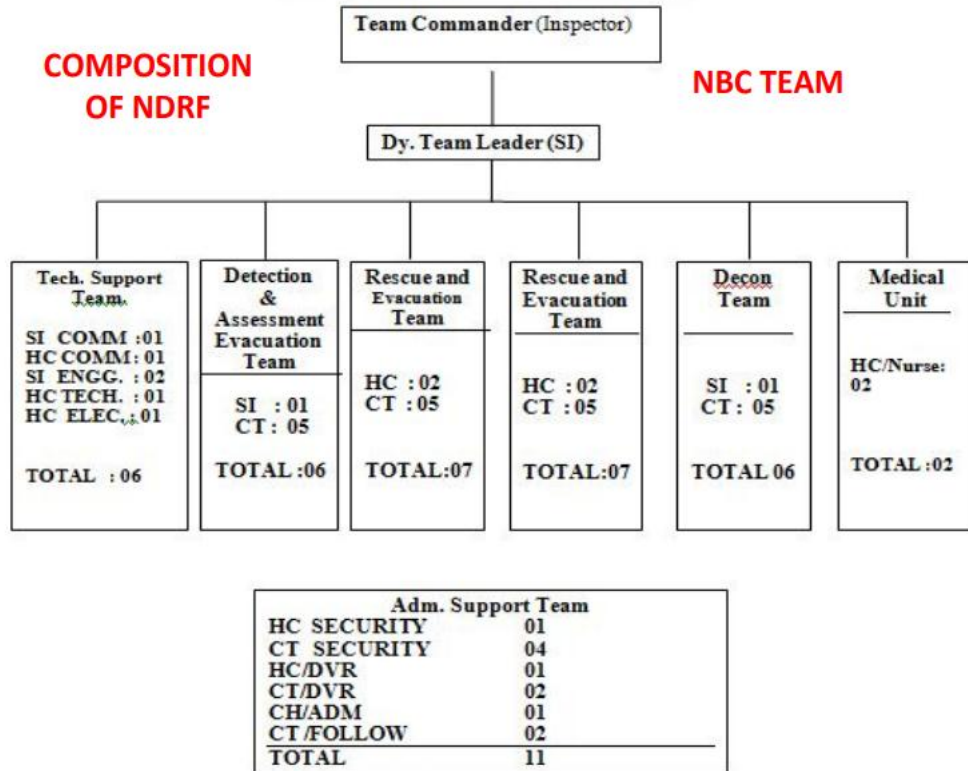 Team Commander (Inspector)
COMPOSITION
OF NDRF
NBC TEAM
Dy. Team Leader (SI)
Tech. Support
Team.
SI COMM :01
HC COMM : 01
SI ENGG. : 02
HC TECH. : 01
HC ELEC. : 01
TOTAL : 06
Detection
&
Assessment
Evacuation
Team
SI : 01
CT : 05
TOTAL :06
Rescue and
Evacuation
Team
HC : 02
CT : 05
TOTAL:07
Rescue and
Evacuation
Team
HC : 02
CT : 05
TOTAL:07
Decon
Team
SI : 01
CT : 05
TOTAL 06
Medical
Unit
HC/Nurse:
02
TOTAL :02
Adm. Support Team
HC SECURITY 01
CT SECURITY 04
HC/DVR 01
CT/DVR 02
CH/ADM 01
CT/FOLLOW 02
TOTAL 11